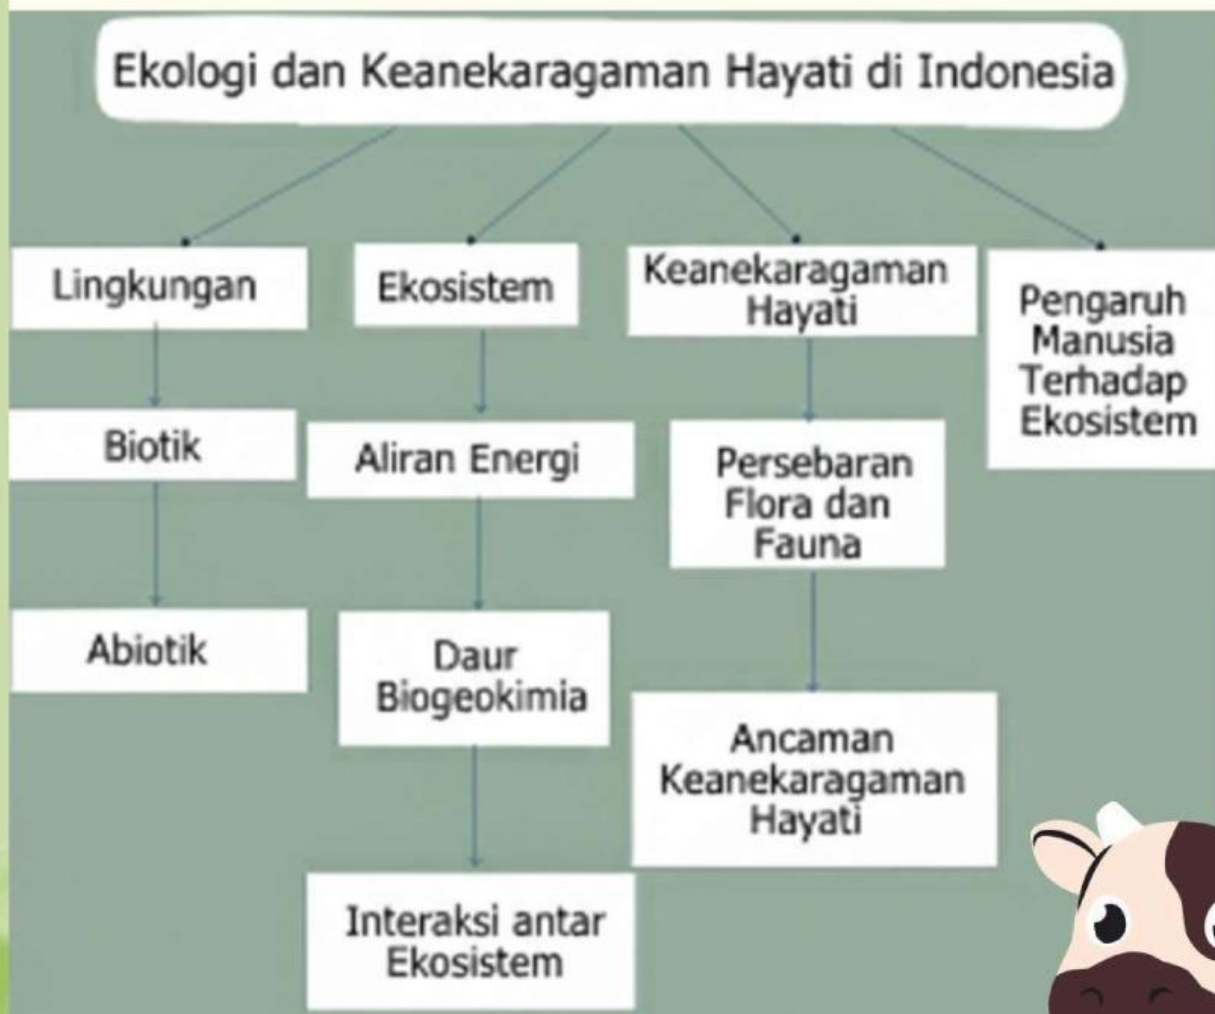 Ekologi dan Keanekaragaman Hayati di Indonesia
Lingkungan
Biotik
Abiotik
Ekosistem
Aliran Energi
Daur
Biogeokimia
Interaksi antar
Ekosistem
Keanekaragaman
Hayati
Persebaran
Flora dan
Fauna
Ancaman
Keanekaragaman
Hayati
Pengaruh
Manusia
Terhadap
Ekosistem